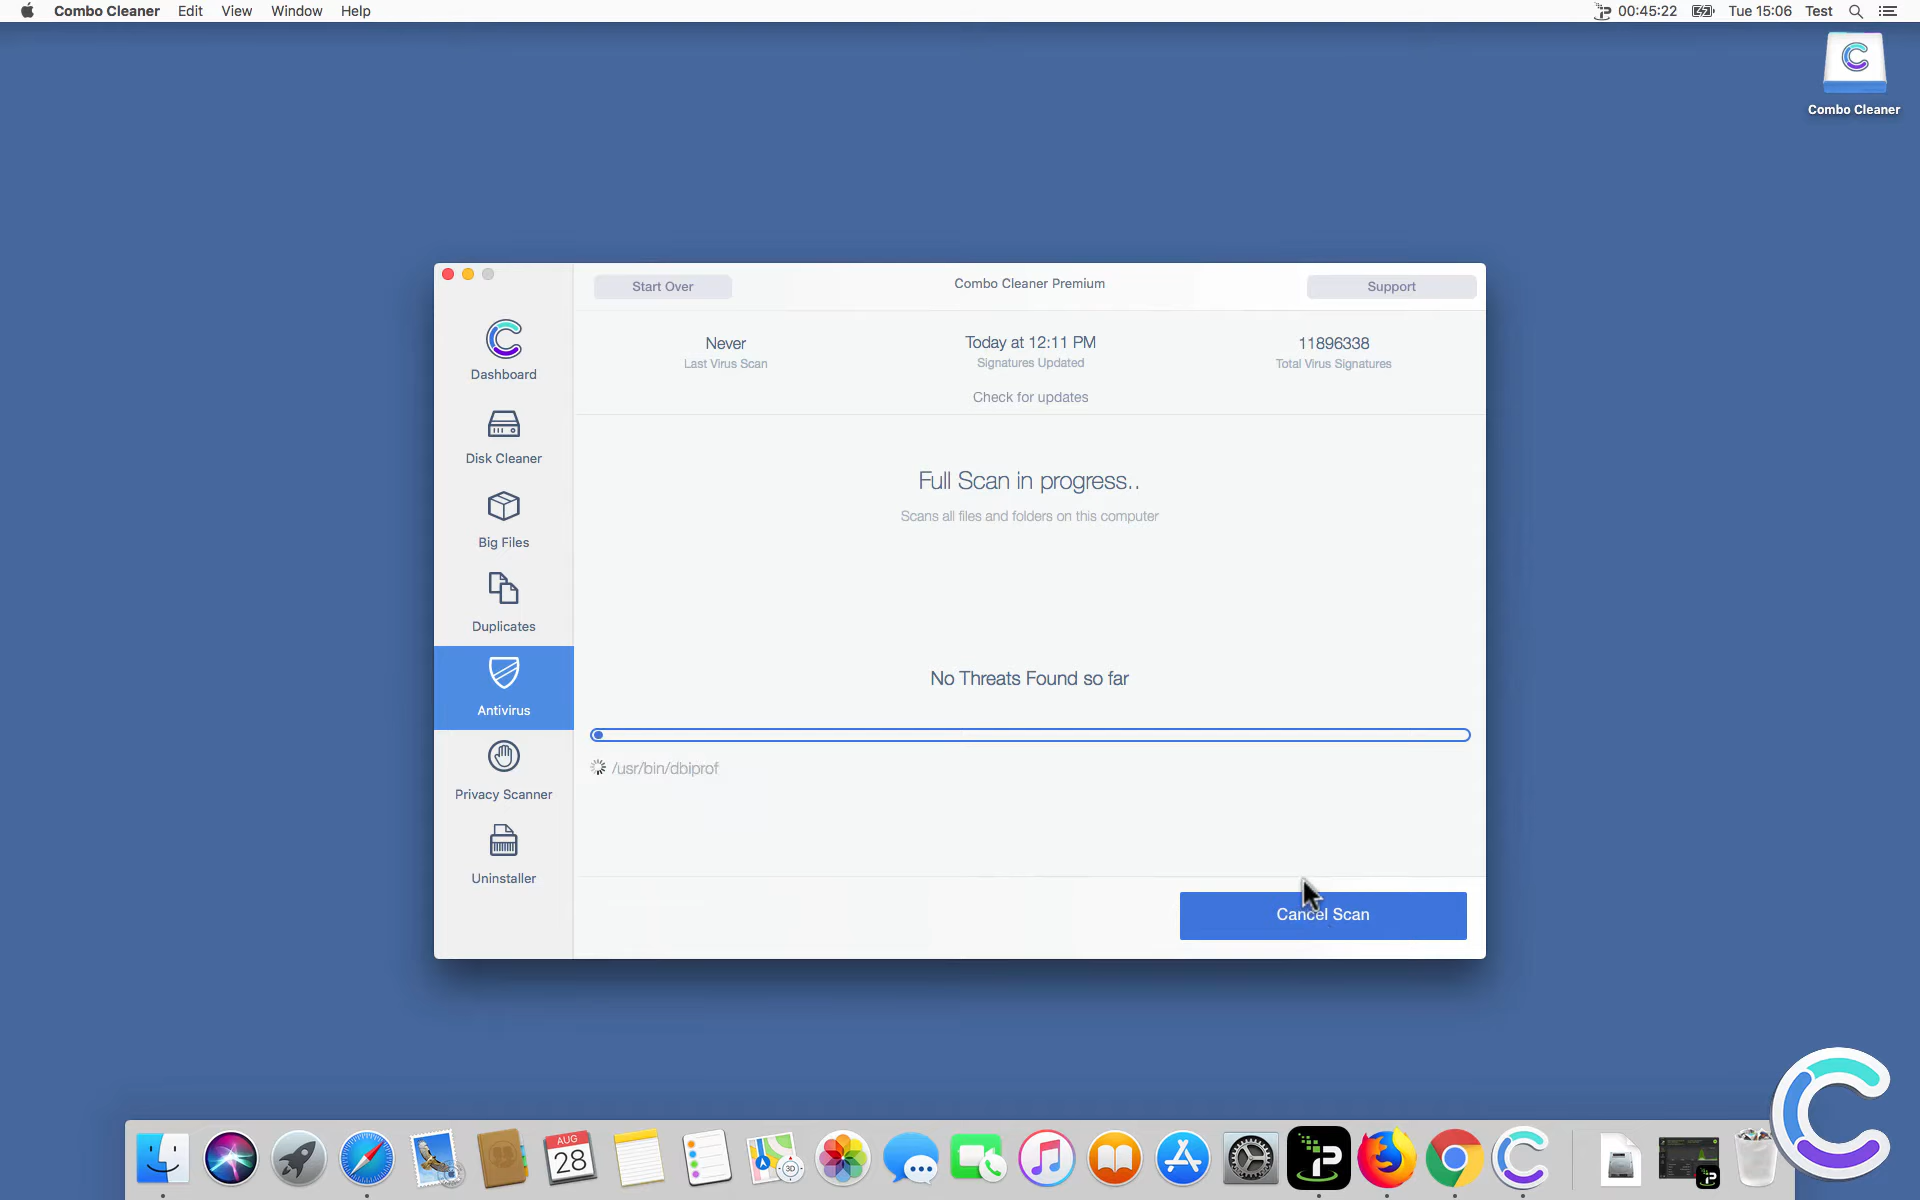 Combo Cleaner Edit View Window Help 00:45:22 Tue 15:06 Test
Combo Cleaner
Start Over Combo Cleaner Premium Support
Never Today at 12:11 PM 11896338
Last Virus Scan Signatures Updated Total Virus Signatures
Check for updates
Dashboard
Disk Cleaner
Big Files
Duplicates
Antivirus
Privacy Scanner
Uninstaller
Full Scan in progress..
Scans all files and folders on this computer
No Threats Found so far
/usr/bin/dbiprof
Cancel Scan
AUG
28
3D